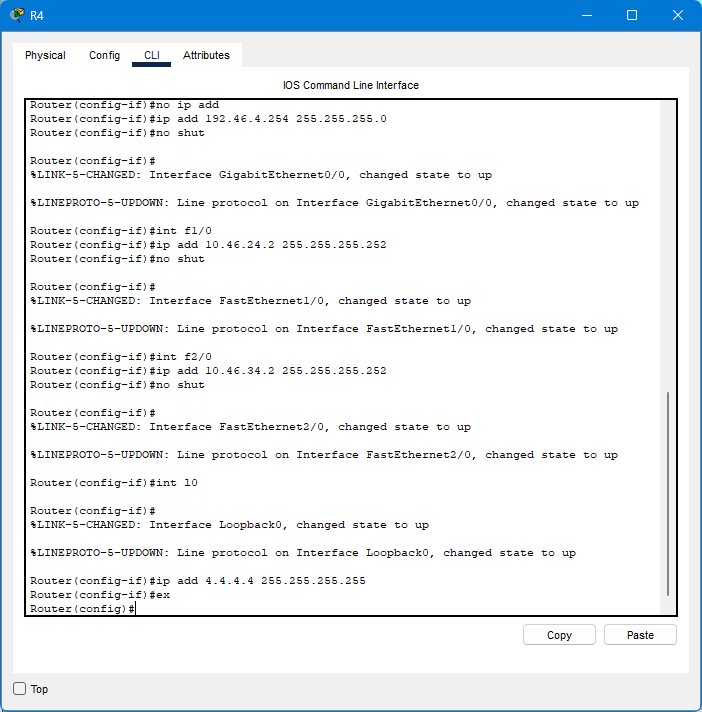 R4
Physical Config CLI Attributes
IOS Command Line Interface
Router(config-if)#no ip add
Router(config-if)#ip add 192.46.4.254 255.255.255.0
Router(config-if)#no shut
Router(config-if)#
%LINK-5-CHANGED: Interface GigabitEthernet0/0, changed state to up
%LINEPROTO-5-UPDOWN: Line protocol on Interface GigabitEthernet0/0, changed state to up
Router(config-if)#int f1/0
Router(config-if)#ip add 10.46.24.2 255.255.255.252
Router(config-if)#no shut
Router(config-if)#
%LINK-5-CHANGED: Interface FastEthernet1/0, changed state to up
%LINEPROTO-5-UPDOWN: Line protocol on Interface FastEthernet1/0, changed state to up
Router(config-if)#int f2/0
Router(config-if)#ip add 10.46.34.2 255.255.255.252
Router(config-if)#no shut
Router(config-if)#
%LINK-5-CHANGED: Interface FastEthernet2/0, changed state to up
%LINEPROTO-5-UPDOWN: Line protocol on Interface FastEthernet2/0, changed state to up
Router(config-if)#int l0
Router(config-if)#
%LINK-5-CHANGED: Interface Loopback0, changed state to up
%LINEPROTO-5-UPDOWN: Line protocol on Interface Loopback0, changed state to up
Router(config-if)#ip add 4.4.4.4 255.255.255.255
Router(config-if)#ex
Router(config)#
Copy Paste
Top